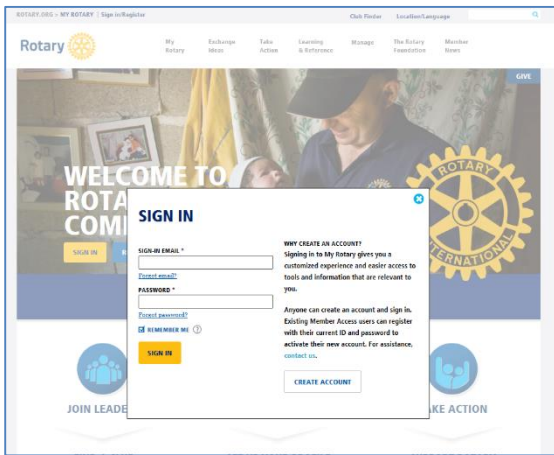 ROTARY.ORG > MY ROTARY | Sign in/Register
Club Finder Location/Language
Rotary
My Rotary
Exchange Ideas
Take Action
Learning & Reference
Manage
The Rotary Foundation
Member News
GIVE
WELCOME TO
ROTA
COM
SIGN IN
ROTARY
INTERNATIONAL
SIGN IN
SIGN-IN EMAIL *
Forgot email?
PASSWORD *
Forgot password?
REMEMBER ME ?
SIGN IN
WHY CREATE AN ACCOUNT?
Signing in to My Rotary gives you a
customized experience and easier access to
tools and information that are relevant to
you.
Anyone can create an account and sign in.
Existing Member Access users can register
with their current ID and password to
activate their new account. For assistance,
contact us.
CREATE ACCOUNT
JOIN LEADE
KE ACTION